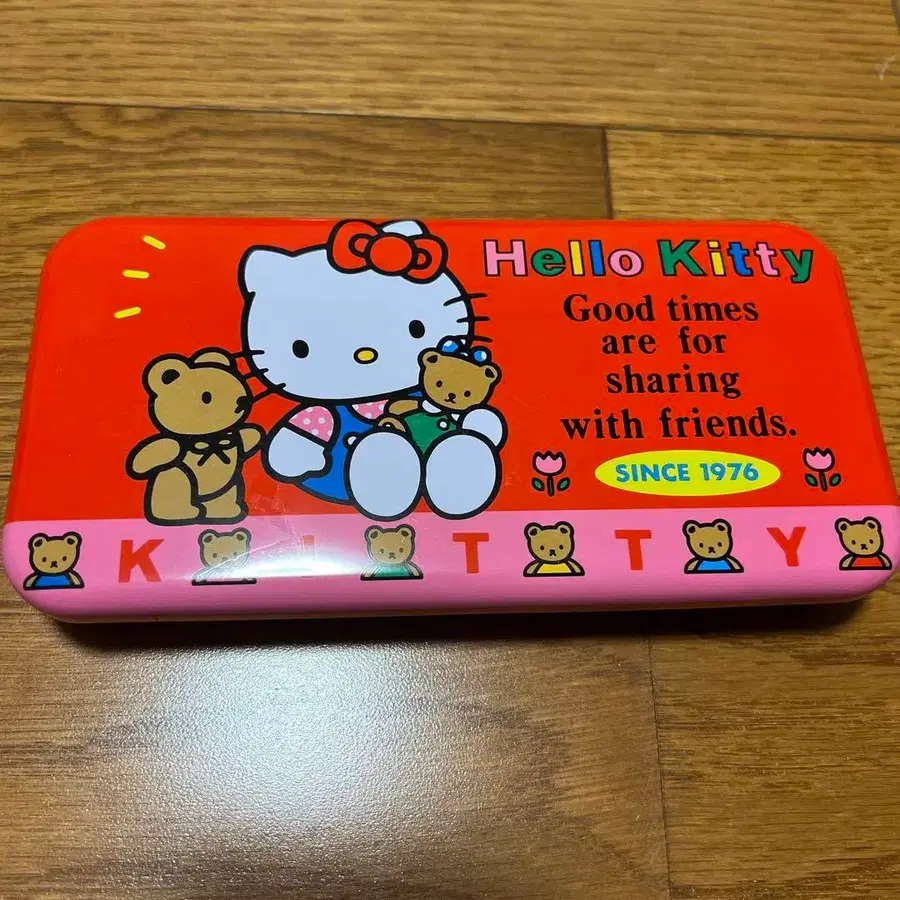 Hello Kitty
Good times
are for
sharing
with friends.
SINCE 1976
K I T T Y